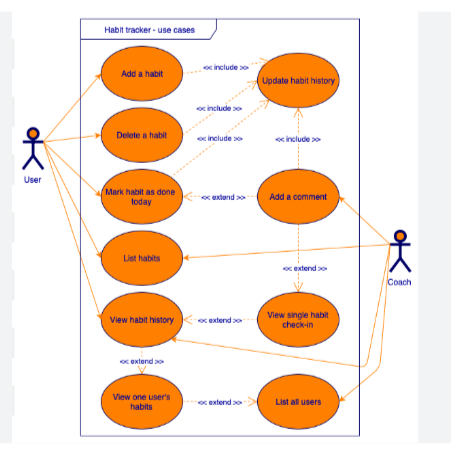 Habit tracker - use cases
Add a habit
<< include >>
Update habit history
<< include >>
Delete a habit
<< include >>
<< include >>
User
Mark habit as done
today
<< extend >>
Add a comment
List habits
<< extend >>
Coach
View habit history
<< extend >>
View single habit
check-in
<< extend >>
View one user's
habits
<< extend >>
List all users